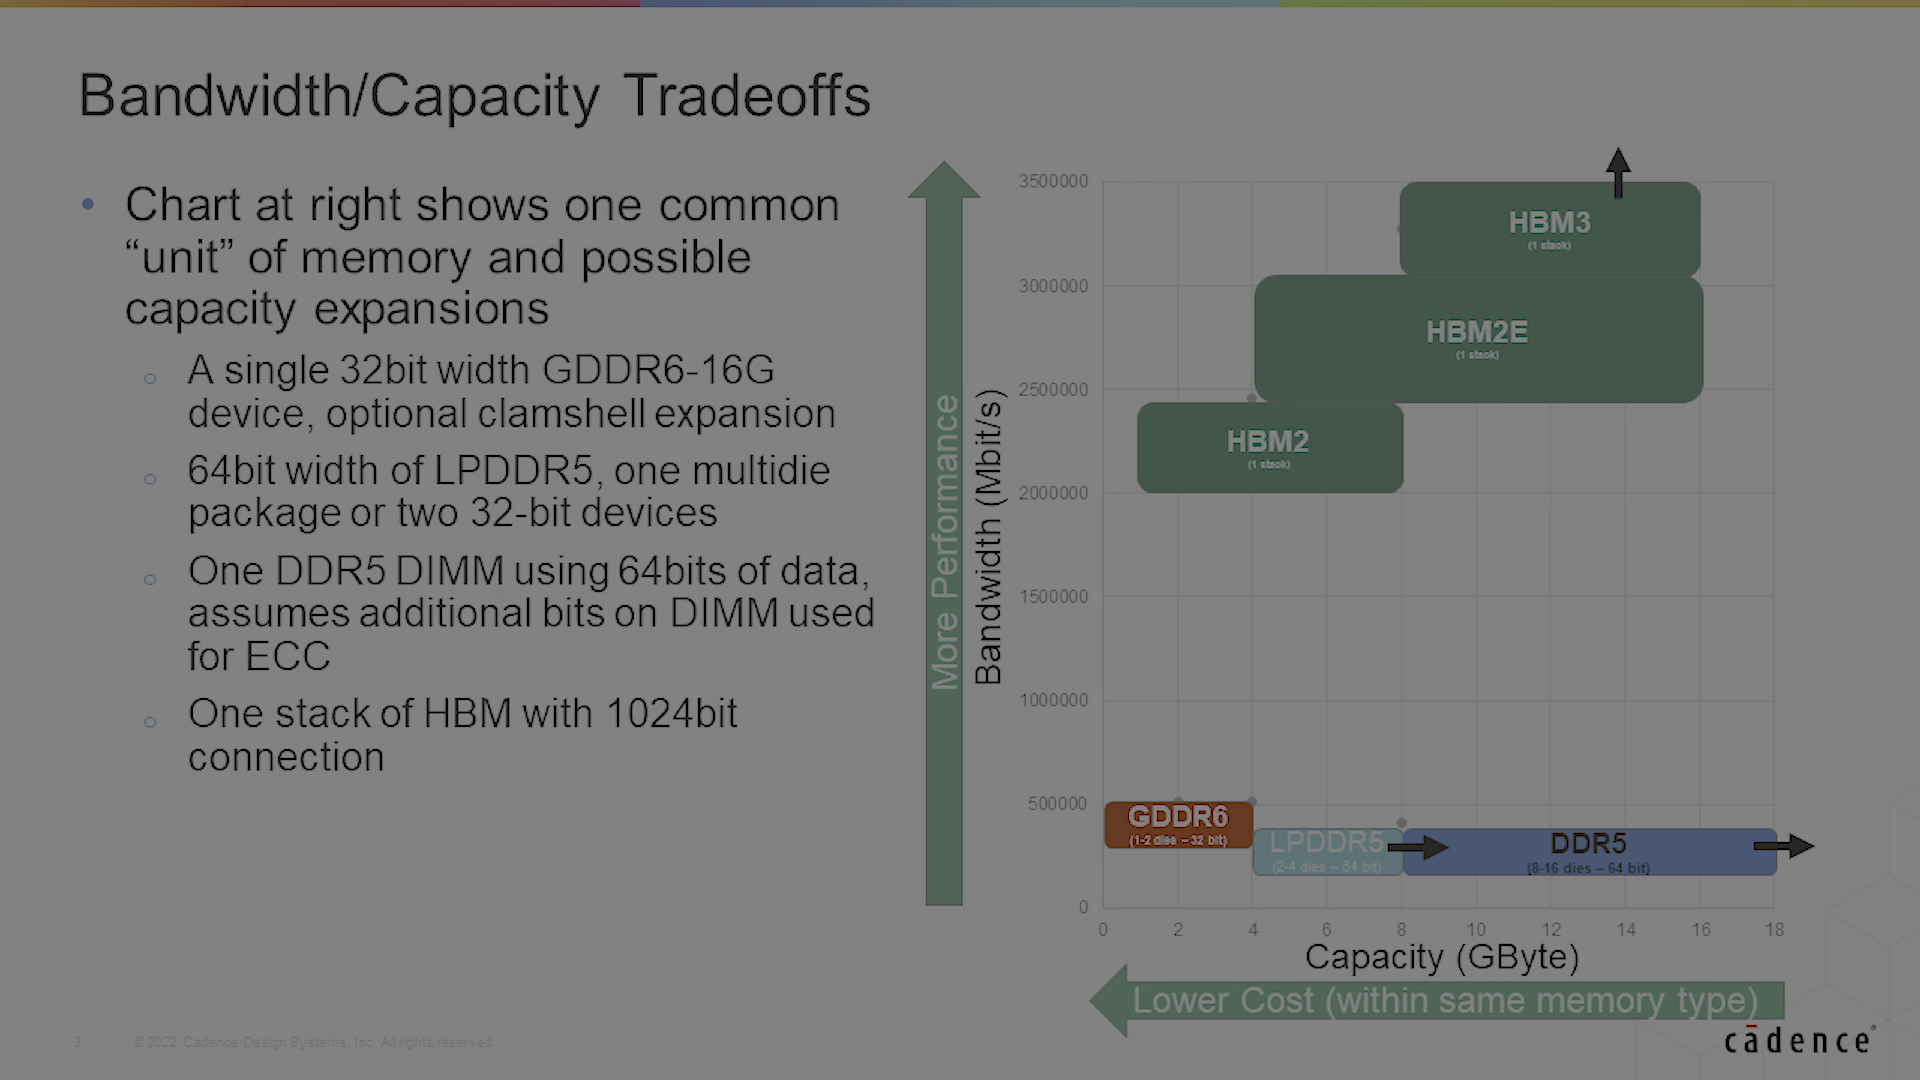 Bandwidth/Capacity Tradeoffs
• Chart at right shows one common
“unit” of memory and possible
capacity expansions
o A single 32bit width GDDR6-16G
device, optional clamshell expansion
o 64bit width of LPDDR5, one multidie
package or two 32-bit devices
o One DDR5 DIMM using 64bits of data,
assumes additional bits on DIMM used
for ECC
o One stack of HBM with 1024bit
connection
More Performance
Bandwidth (Mbit/s)
3500000
3000000
2500000
2000000
1500000
1000000
500000
0
HBM3
(1 stack)
HBM2E
(1 stack)
HBM2
(1 stack)
GDDR6
(1-2 dies – 32 bit)
LPDDR5
(2-4 dies – 64 bit)
DDR5
(8-16 dies – 64 bit)
0 2 4 6 8 10 12 14 16 18
Capacity (GByte)
Lower Cost (within same memory type)
3 © 2022 Cadence Design Systems, Inc. All rights reserved.
cādence®